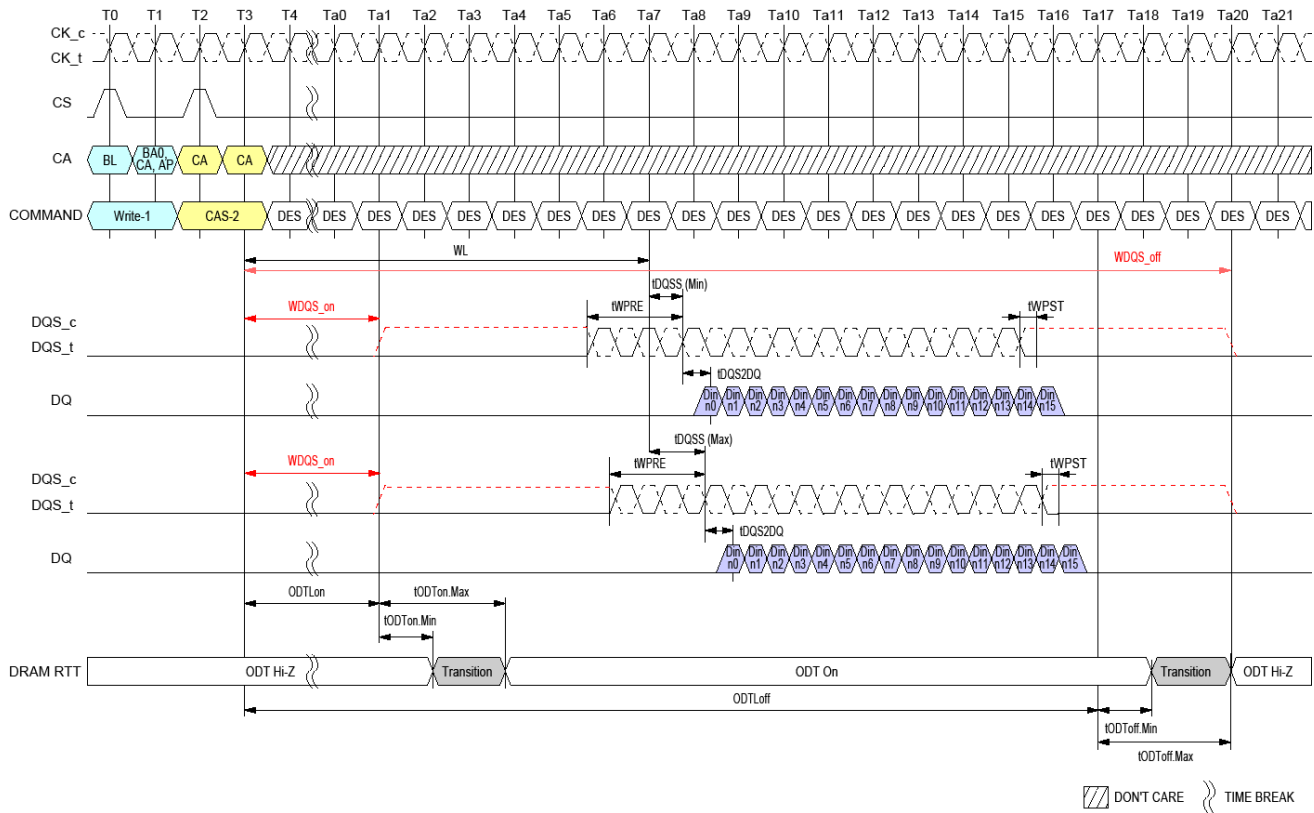 T0 T1 T2 T3 T4 Ta0 Ta1 Ta2 Ta3 Ta4 Ta5 Ta6 Ta7 Ta8 Ta9 Ta10 Ta11 Ta12 Ta13 Ta14 Ta15 Ta16 Ta17 Ta18 Ta19 Ta20 Ta21
CK_c
CK_t
CS
CA BL BA0, CA CA
CA, AP
COMMAND Write-1 CAS-2 DES DES DES DES DES DES DES DES DES DES DES DES DES DES DES DES DES DES DES DES DES DES DES
WL
WDQS_off
tDQSS (Min)
WDQS_on tWPRE tWPST
DQS_c
DQS_t
tDQS2DQ
DQ Din Din Din Din Din Din Din Din Din Din Din Din Din Din Din Din
n0 n1 n2 n3 n4 n5 n6 n7 n8 n9 n10 n11 n12 n13 n14 n15
tDQSS (Max)
WDQS_on tWPRE tWPST
DQS_c
DQS_t
tDQS2DQ
DQ Din Din Din Din Din Din Din Din Din Din Din Din Din Din Din Din
n0 n1 n2 n3 n4 n5 n6 n7 n8 n9 n10 n11 n12 n13 n14 n15
ODTLon tODTon.Max
tODTon.Min
DRAM RTT ODT Hi-Z Transition ODT On Transition ODT Hi-Z
ODTLoff
tODToff.Min
tODToff.Max
DON'T CARE TIME BREAK